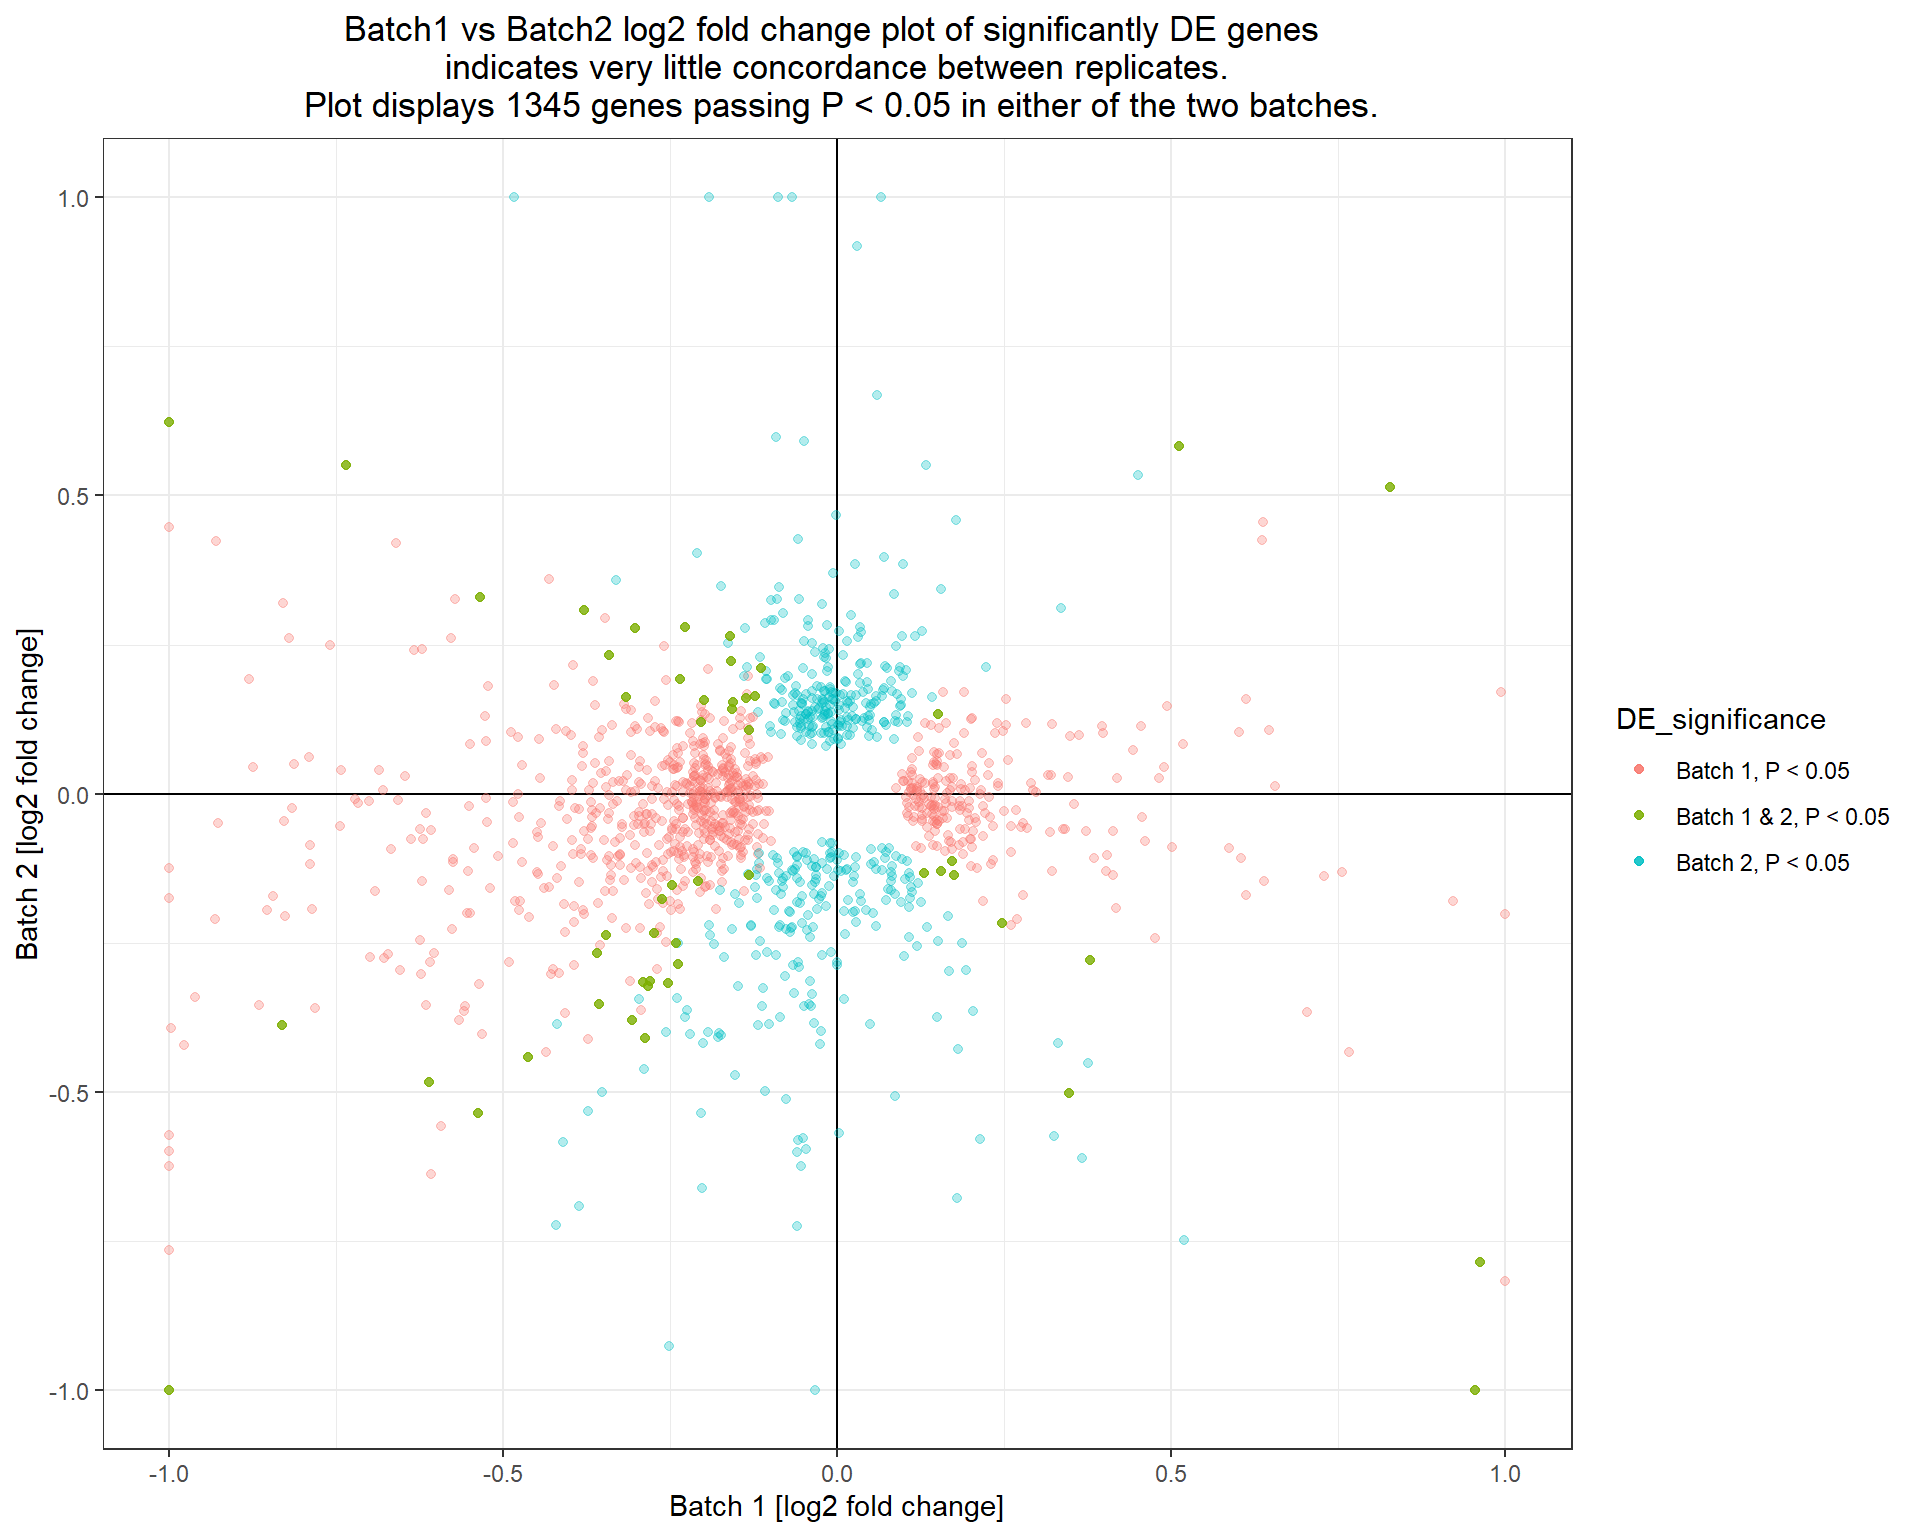 Batch1 vs Batch2 log2 fold change plot of significantly DE genes
indicates very little concordance between replicates.
Plot displays 1345 genes passing P < 0.05 in either of the two batches.
1.0
0.5
0.0
-0.5
-1.0
Batch 2 [log2 fold change]
-1.0
-0.5
0.0
0.5
1.0
Batch 1 [log2 fold change]
DE_significance
Batch 1, P < 0.05
Batch 1 & 2, P < 0.05
Batch 2, P < 0.05